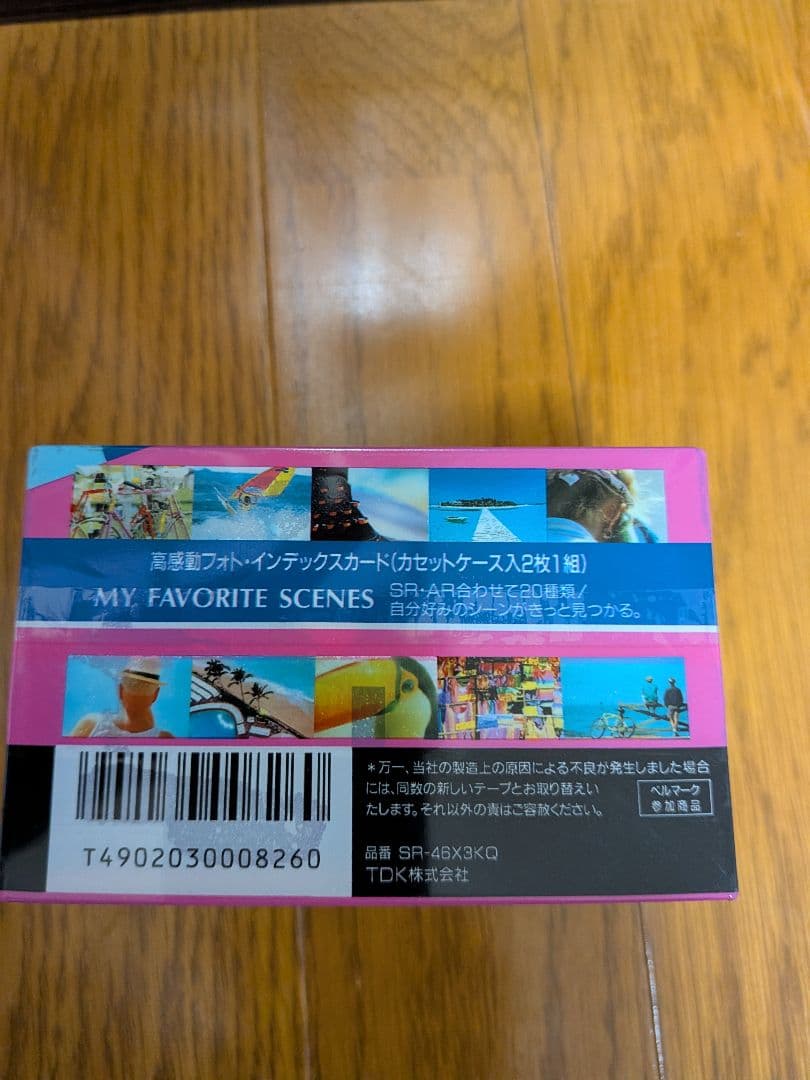 高感動フォト・インデックスカード(カセットケース入2枚1組)
MY FAVORITE SCENES
SR・AR合わせて20種類/
自分好みのシーンがきっと見つかる。
T4902030008260
*万一、当社の製造上の原因による不良が発生しました場合
には、同数の新しいテープとお取り替えい
たします。それ以外の責はご容赦ください。
ベルマーク
参加商品
品番 SR-46X3KQ
TDK株式会社